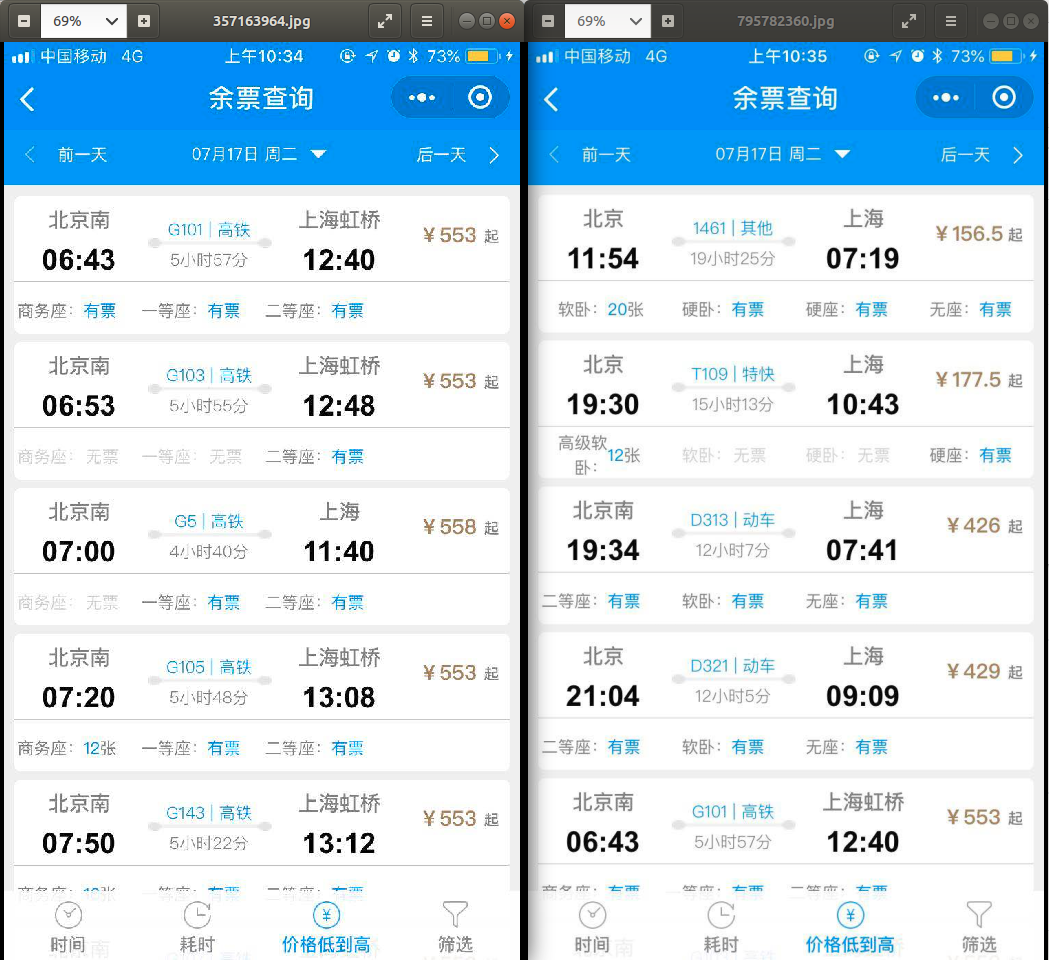 69%
357163964.jpg
中国移动 4G
上午10:34
73%
余票查询
前一天
07月17日 周二
后一天
北京南
G101 | 高铁
上海虹桥
¥ 553 起
06:43
5小时57分
12:40
商务座：有票 一等座：有票 二等座：有票
北京南
G103 | 高铁
上海虹桥
¥ 553 起
06:53
5小时55分
12:48
商务座：无票 一等座：无票 二等座：有票
北京南
G5 | 高铁
上海
¥ 558 起
07:00
4小时40分
11:40
商务座：无票 一等座：有票 二等座：有票
北京南
G105 | 高铁
上海虹桥
¥ 553 起
07:20
5小时48分
13:08
商务座：12张 一等座：有票 二等座：有票
北京南
G143 | 高铁
上海虹桥
¥ 553 起
07:50
5小时22分
13:12
时间
耗时
价格低到高
筛选
69%
795782360.jpg
中国移动 4G
上午10:35
73%
余票查询
前一天
07月17日 周二
后一天
北京
1461 | 其他
上海
¥ 156.5 起
11:54
19小时25分
07:19
软卧：20张 硬卧：有票 硬座：有票 无座：有票
北京
T109 | 特快
上海
¥ 177.5 起
19:30
15小时13分
10:43
高级软卧：12张 软卧：无票 硬卧：无票 硬座：有票
北京南
D313 | 动车
上海
¥ 426 起
19:34
12小时7分
07:41
二等座：有票 软卧：有票 无座：有票
北京
D321 | 动车
上海
¥ 429 起
21:04
12小时5分
09:09
二等座：有票 软卧：有票 无座：有票
北京南
G101 | 高铁
上海虹桥
¥ 553 起
06:43
5小时57分
12:40
时间
耗时
价格低到高
筛选